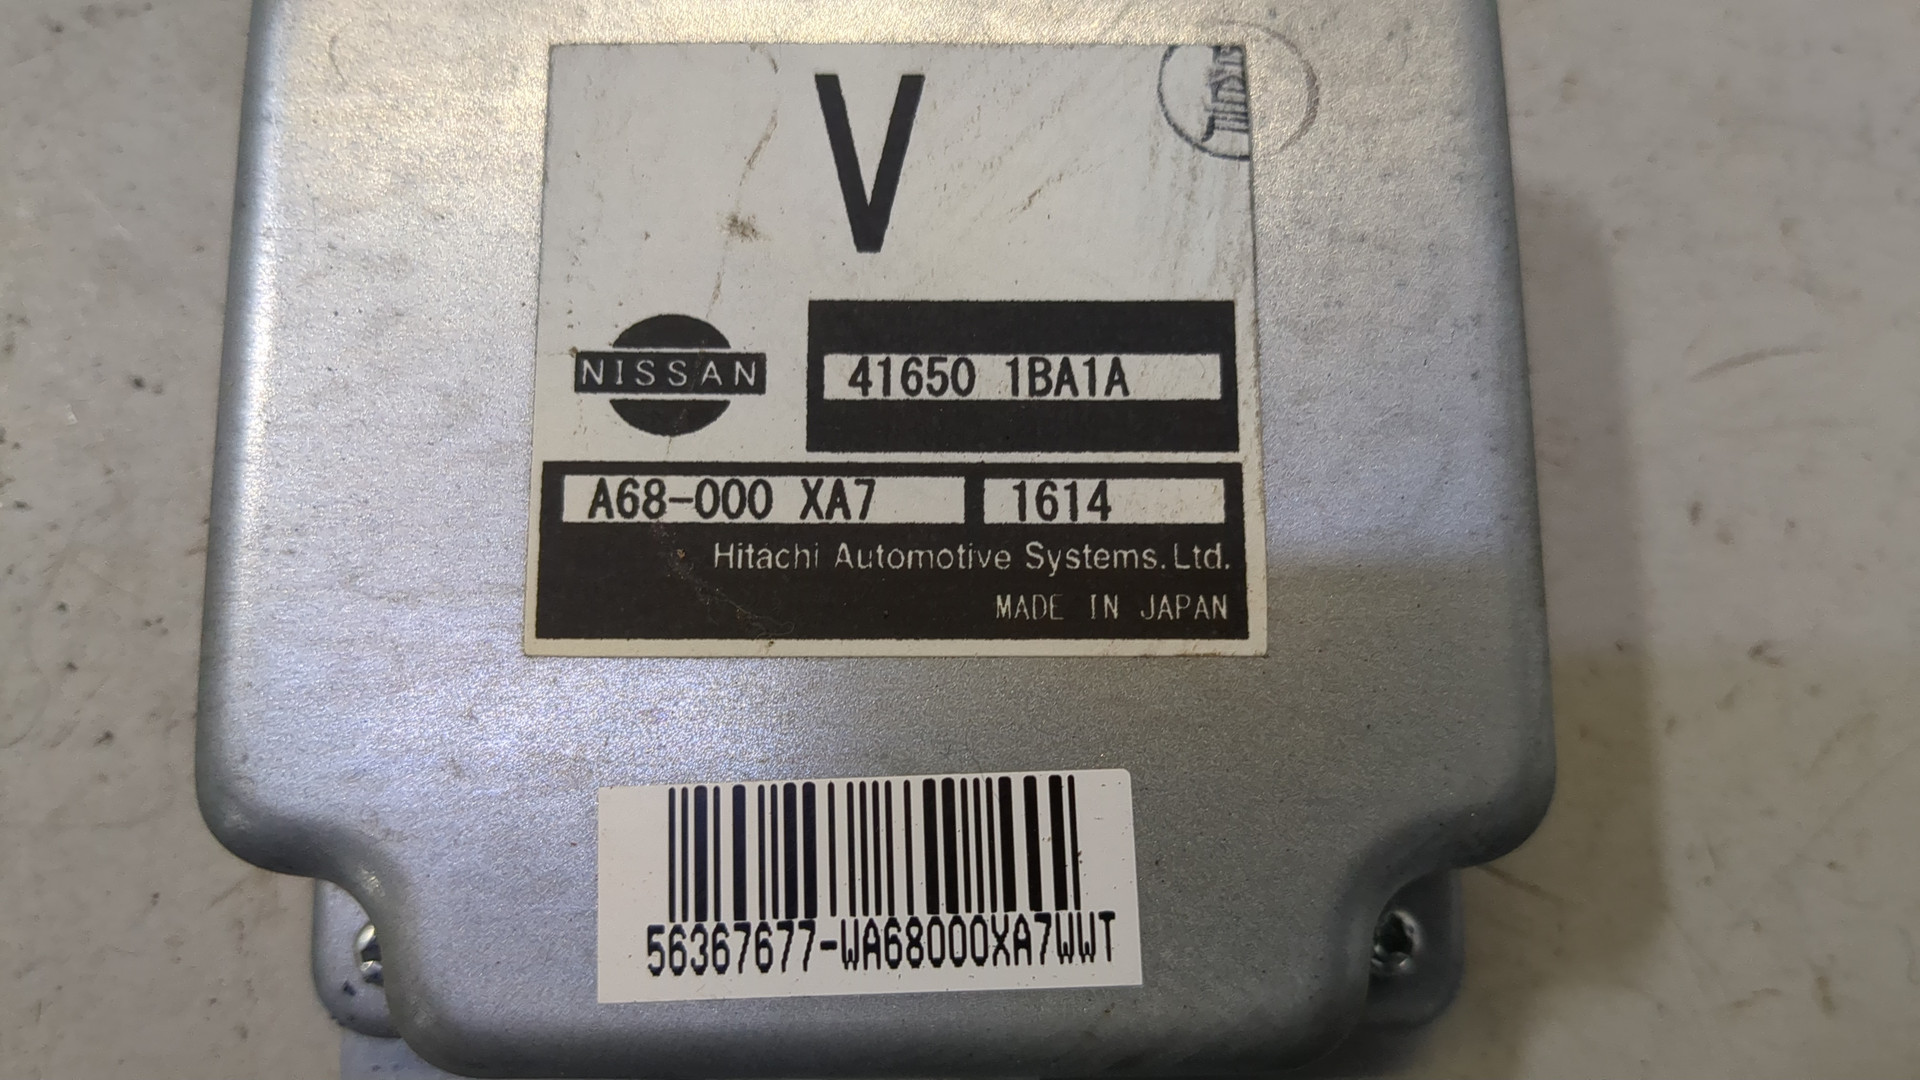 V
NISSAN
41650 1BA1A
A68-000 XA7 1614
Hitachi Automotive Systems.Ltd.
MADE IN JAPAN
56367677-WA68000XA7WWT